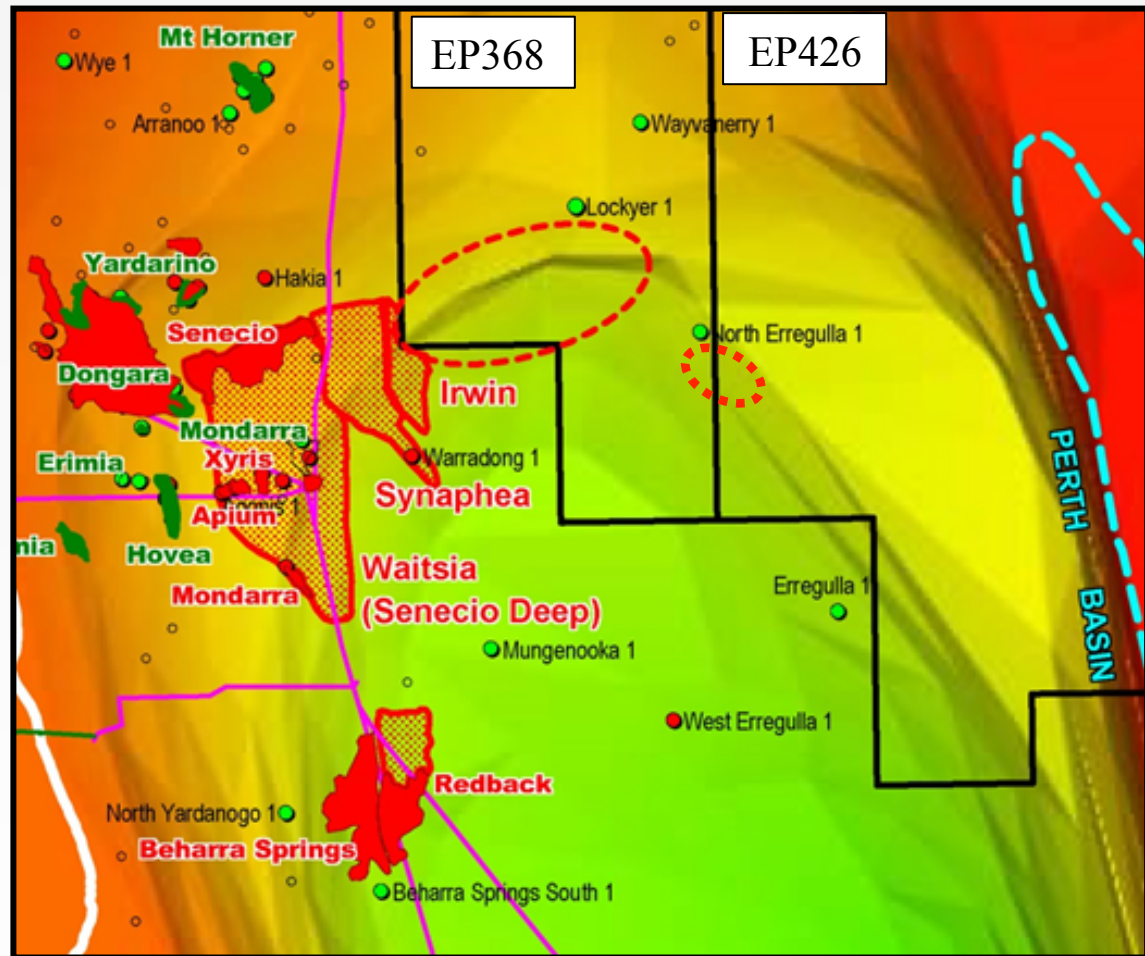 EP368
EP426
Mt Horner
Wye 1
Arranoo 1
Wayvanerry 1
Lockyer 1
Yardarino
Hakia 1
Senecio
North Erregulla 1
Dongara
Irwin
Mondarra
Erimia
Xyris
Warradong 1
Synaphea
Apium
nia
Hovea
Waitsia
(Senecio Deep)
Mondarra
Erregulla 1
PERTH
BASIN
Mungenooka 1
West Erregulla 1
Redback
North Yardanogo 1
Beharra Springs
Beharra Springs South 1